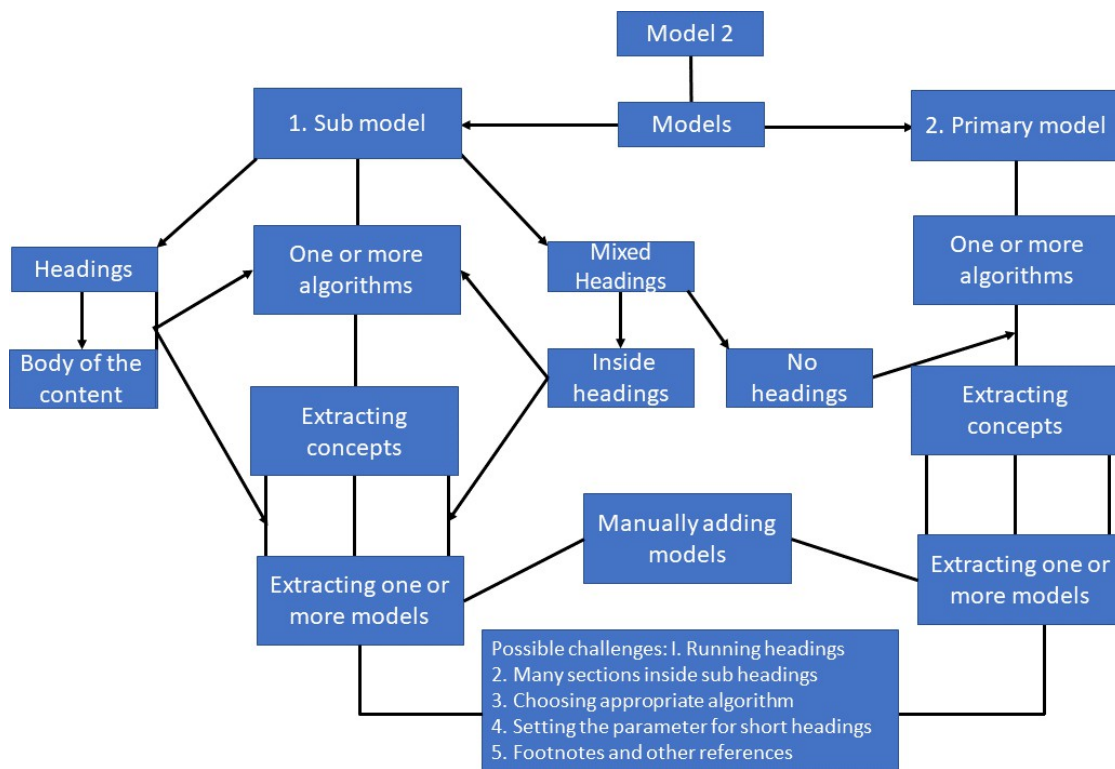 Model 2
1. Sub model
Models
2. Primary model
Headings
One or more
algorithms
Mixed
Headings
One or more
algorithms
Body of the
content
Inside
headings
No
headings
Extracting
concepts
Extracting
concepts
Manually adding
models
Extracting one or
more models
Extracting one or
more models
Possible challenges: I. Running headings
2. Many sections inside sub headings
3. Choosing appropriate algorithm
4. Setting the parameter for short headings
5. Footnotes and other references